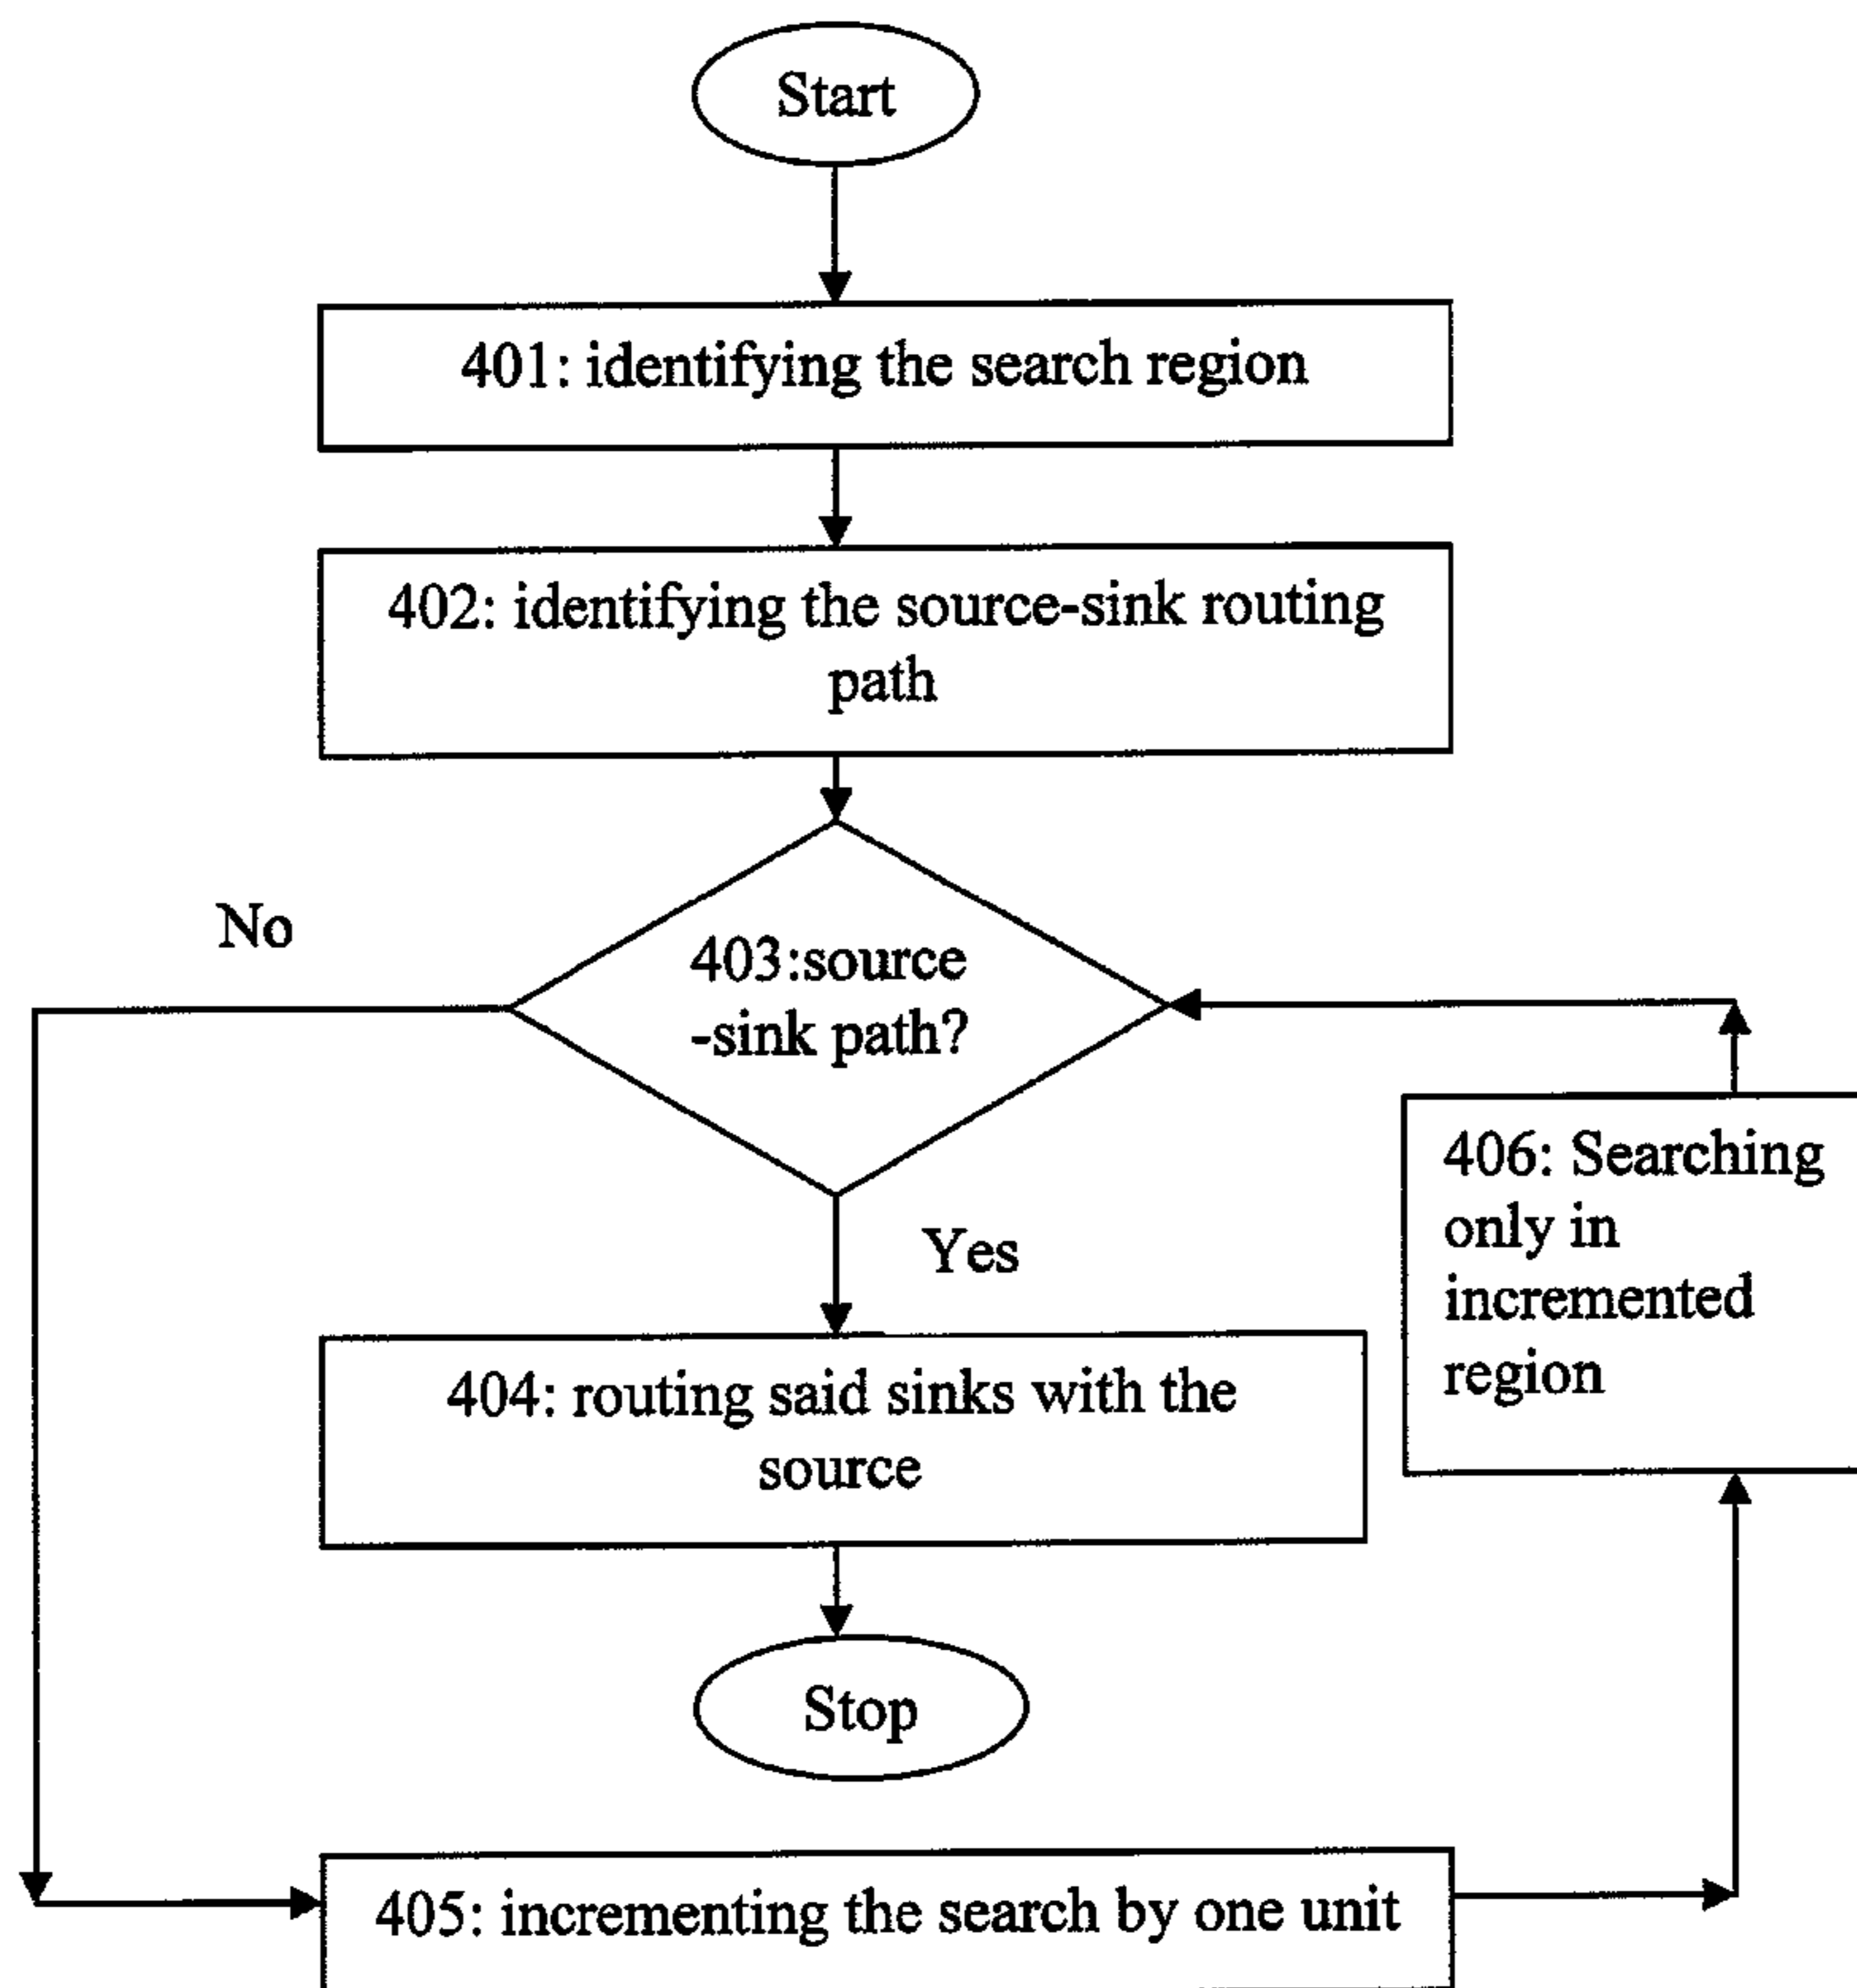 Start
401: identifying the search region
402: identifying the source-sink routing
path
No
403:source
-sink path?
Yes
406: Searching
only in
incremented
region
404: routing said sinks with the
source
Stop
405: incrementing the search by one unit